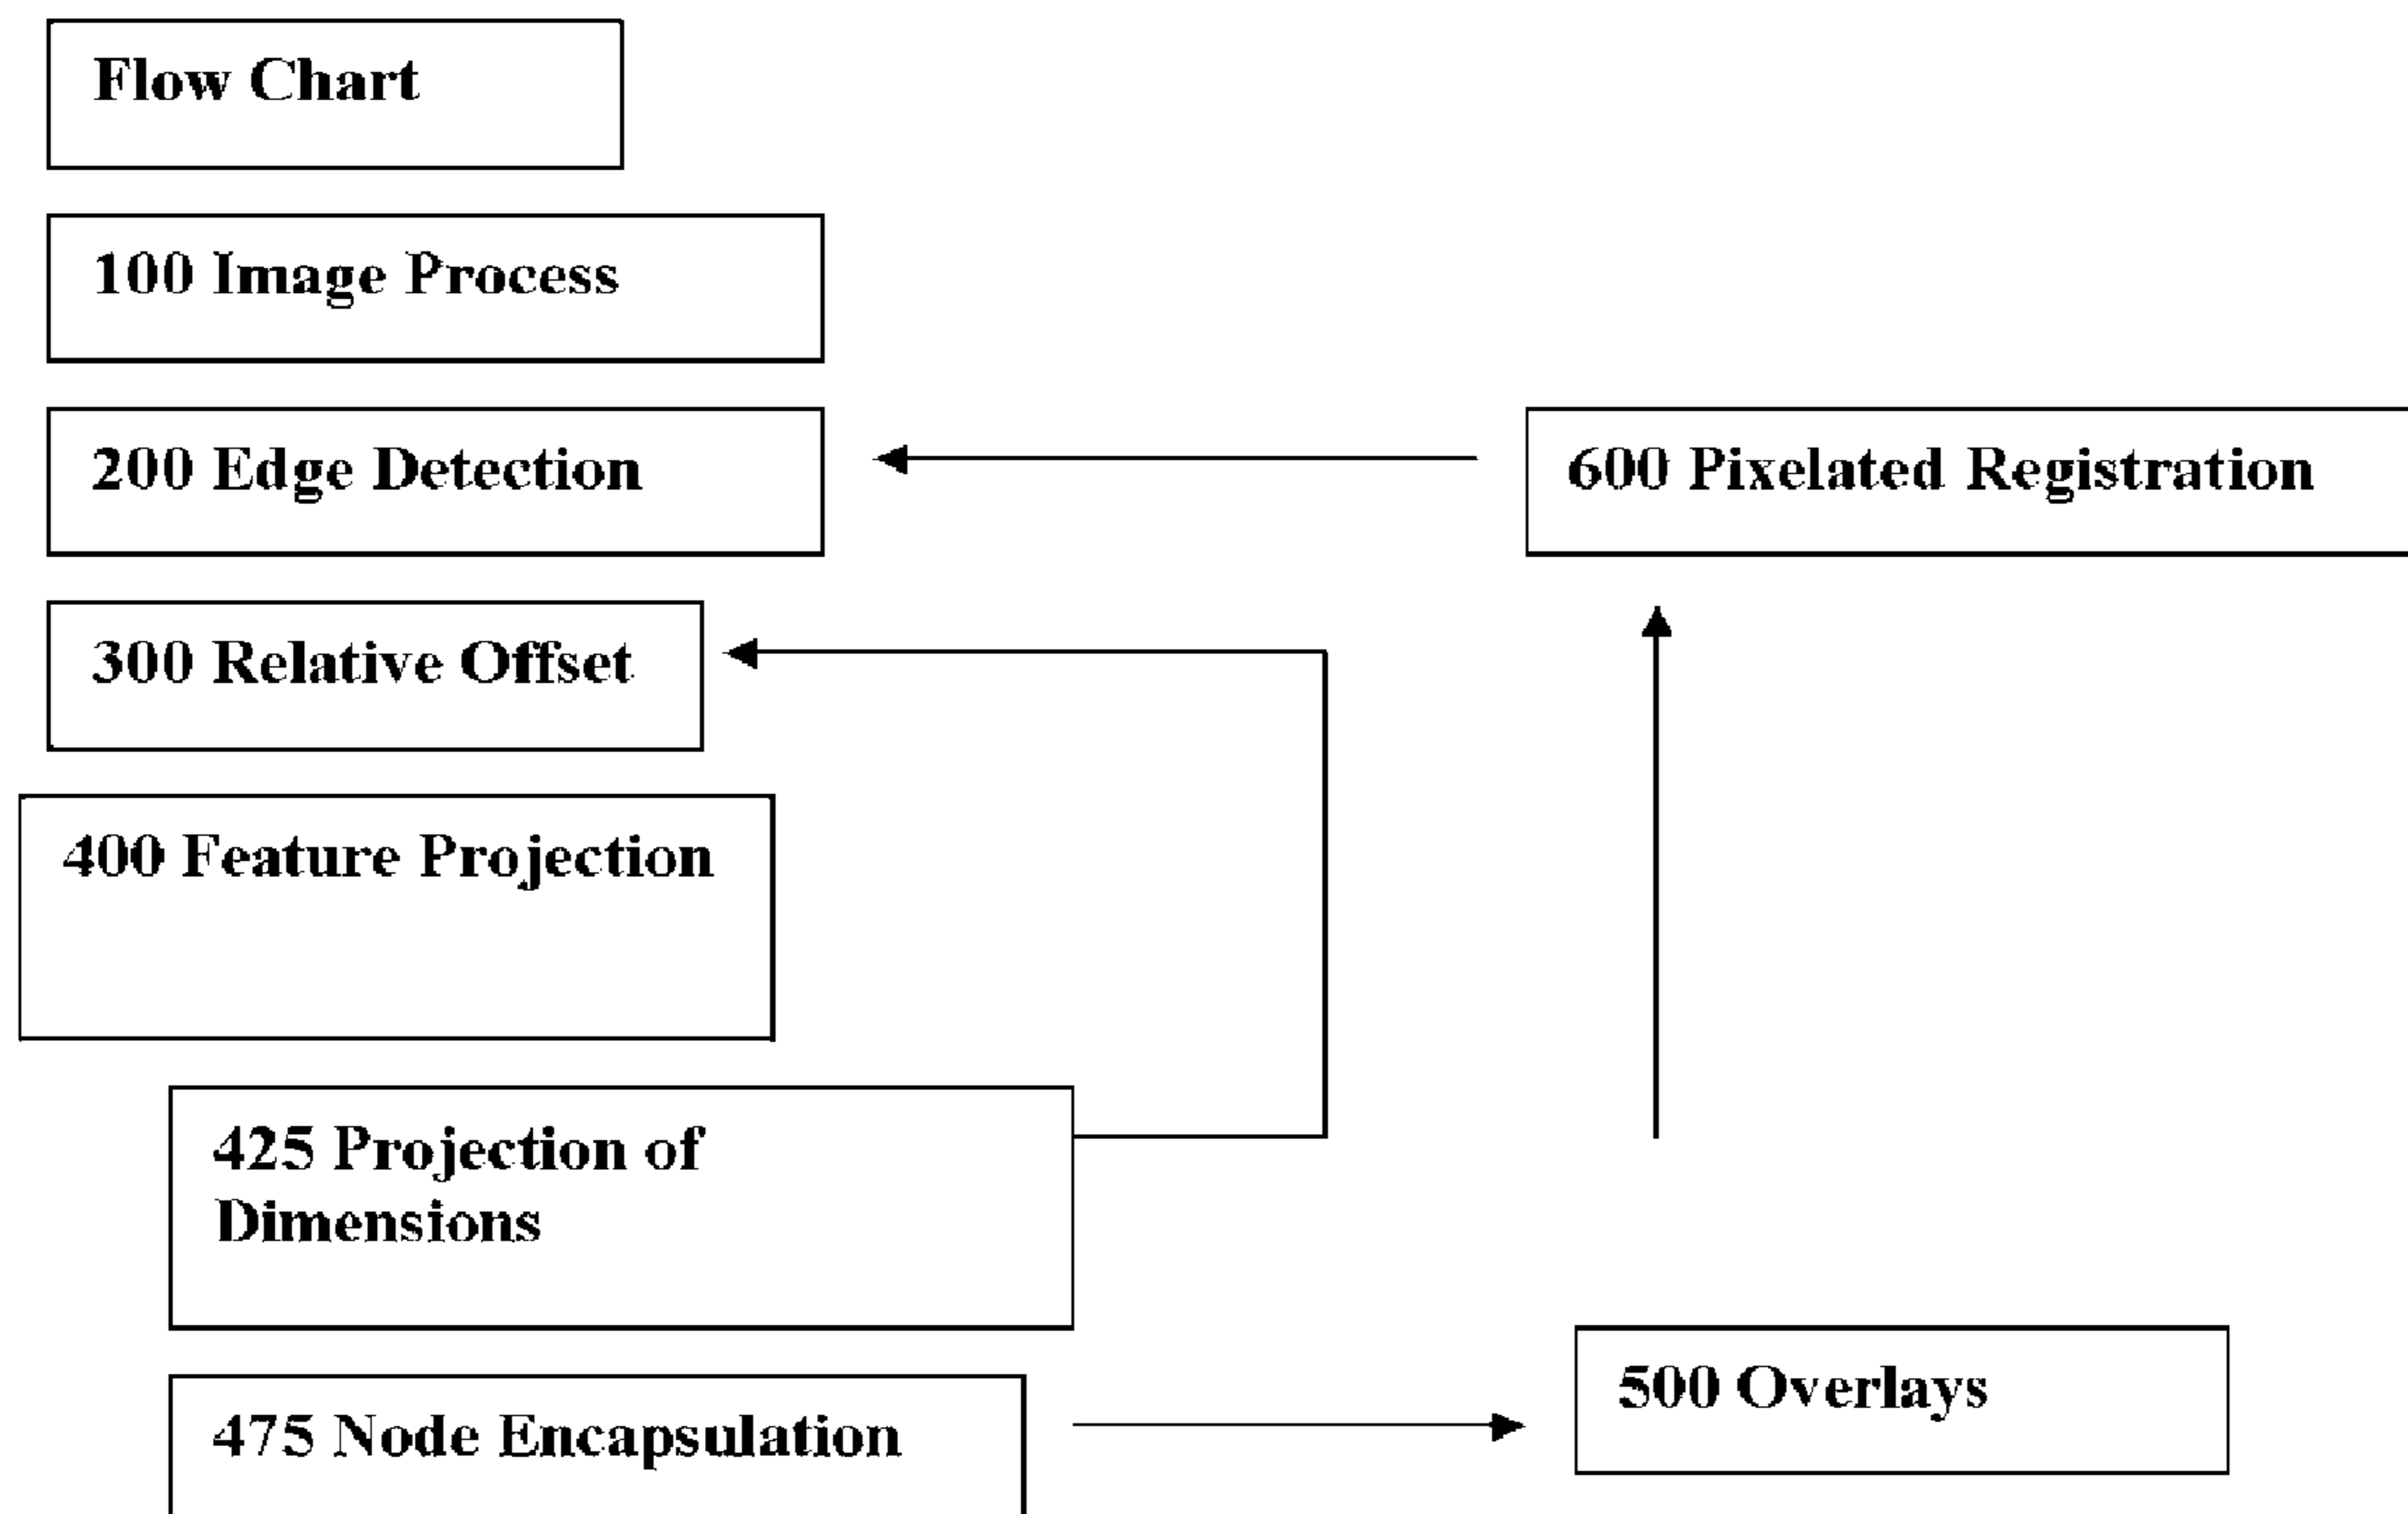 Flow Chart
100 Image Process
200 Edge Detection
600 Pixelated Registration
300 Relative Offset
400 Feature Projection
425 Projection of
Dimensions
475 Node Encapsulation
500 Overlays